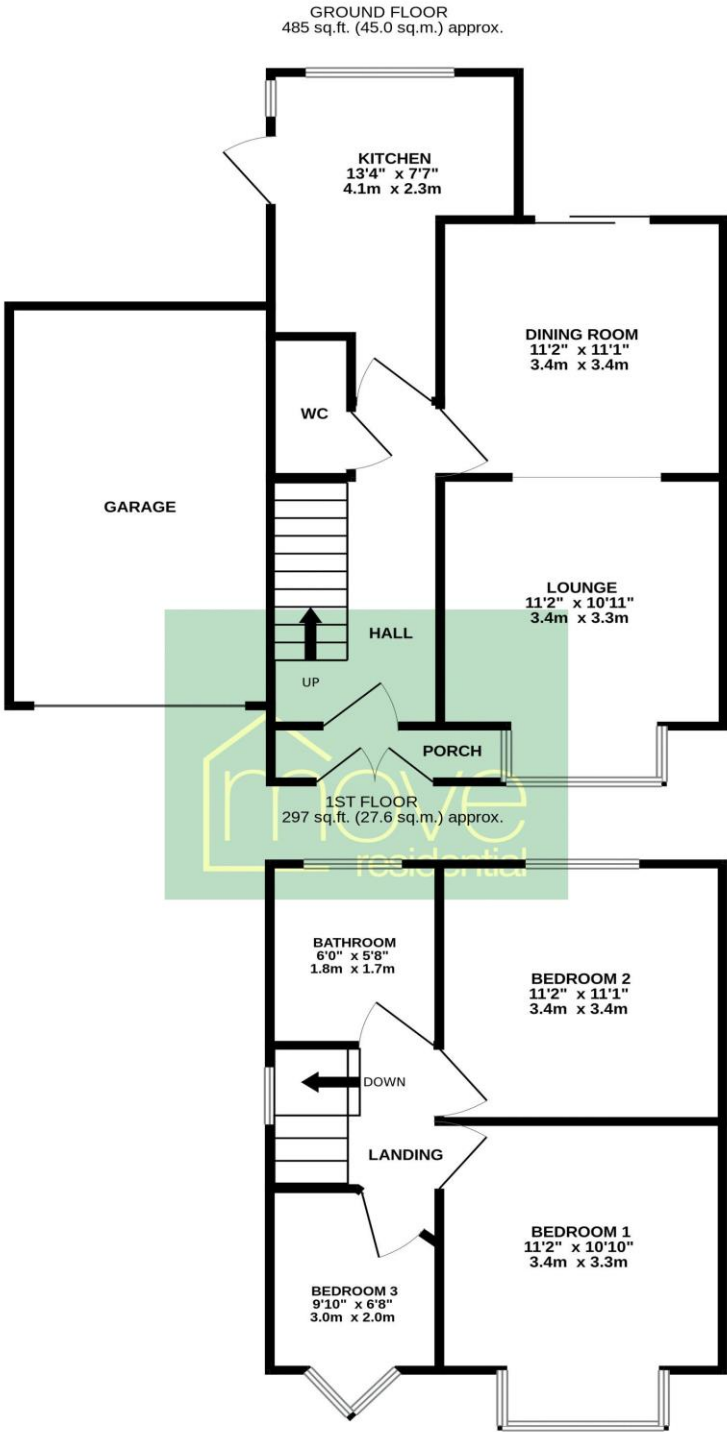 GROUND FLOOR
485 sq.ft. (45.0 sq.m.) approx.
KITCHEN
13'4" x 7'7"
4.1m x 2.3m
DINING ROOM
11'2" x 11'1"
3.4m x 3.4m
WC
GARAGE
LOUNGE
11'2" x 10'11"
3.4m x 3.3m
HALL
UP
PORCH
move
residential
1ST FLOOR
297 sq.ft. (27.6 sq.m.) approx.
BATHROOM
6'0" x 5'8"
1.8m x 1.7m
BEDROOM 2
11'2" x 11'1"
3.4m x 3.4m
DOWN
LANDING
BEDROOM 1
11'2" x 10'10"
3.4m x 3.3m
BEDROOM 3
9'10" x 6'8"
3.0m x 2.0m